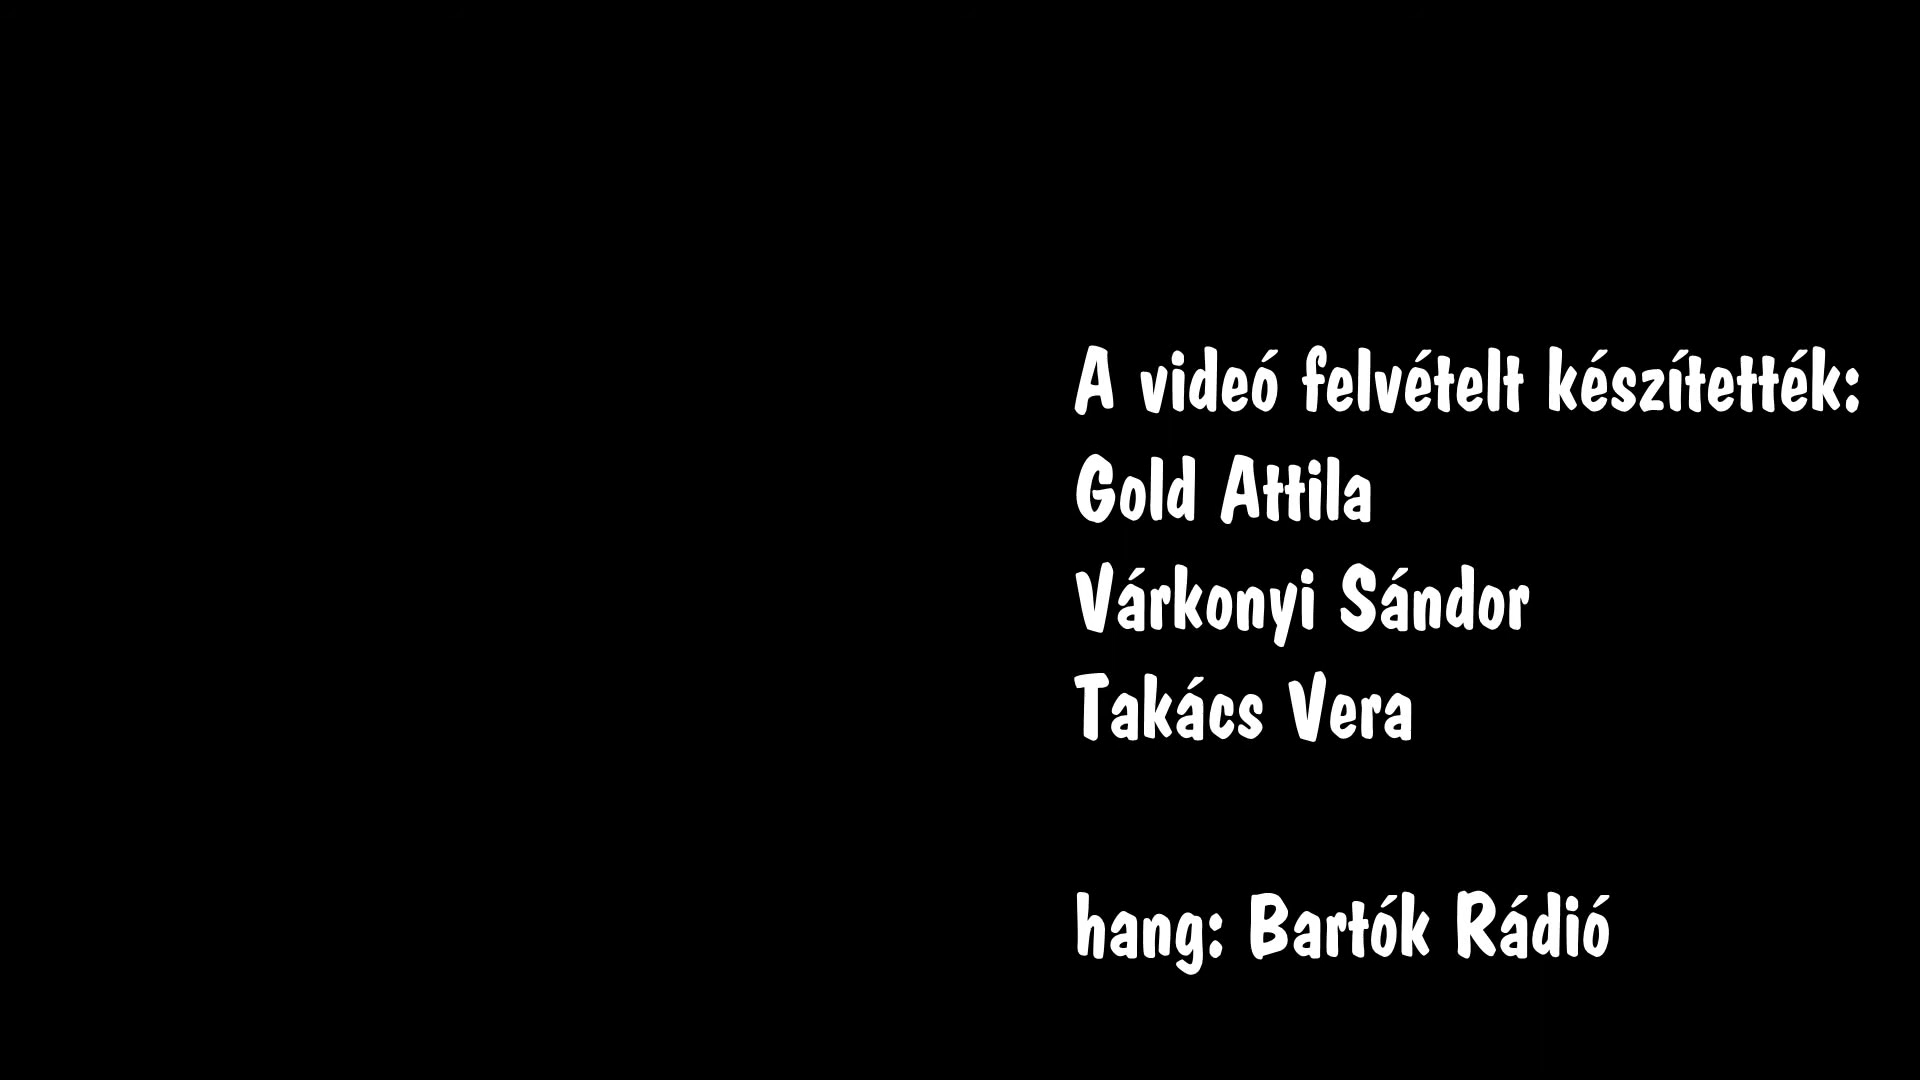 A videó felvételt készítették:
Gold Attila
Várkonyi Sándor
Takács Vera
hang: Bartók Rádió